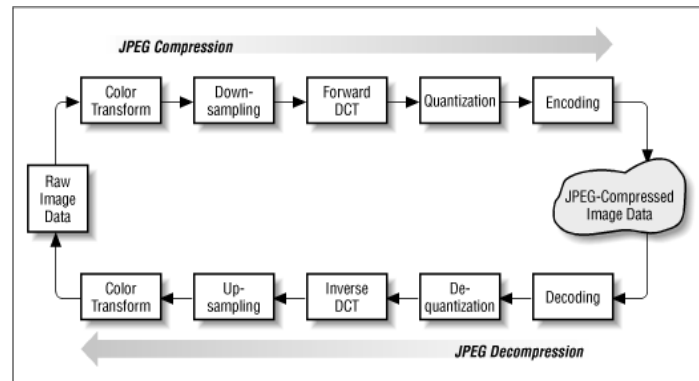 JPEG Compression
Color
Transform
Down-
sampling
Forward
DCT
Quantization
Encoding
Raw
Image
Data
JPEG-Compressed
Image Data
Color
Transform
Up-
sampling
Inverse
DCT
De-
quantization
Decoding
JPEG Decompression